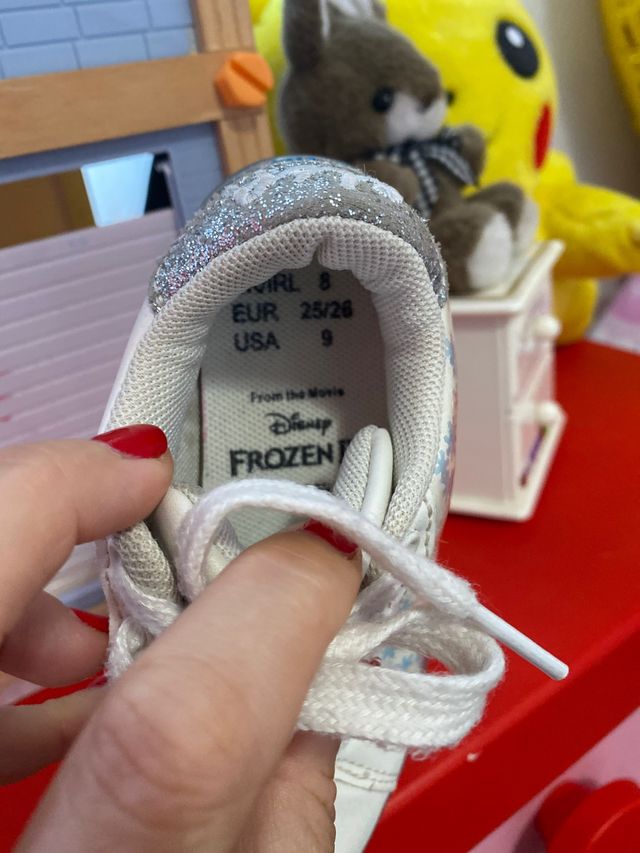 8
EUR 25/26
USA 9
From the Movie
Disney
FROZEN